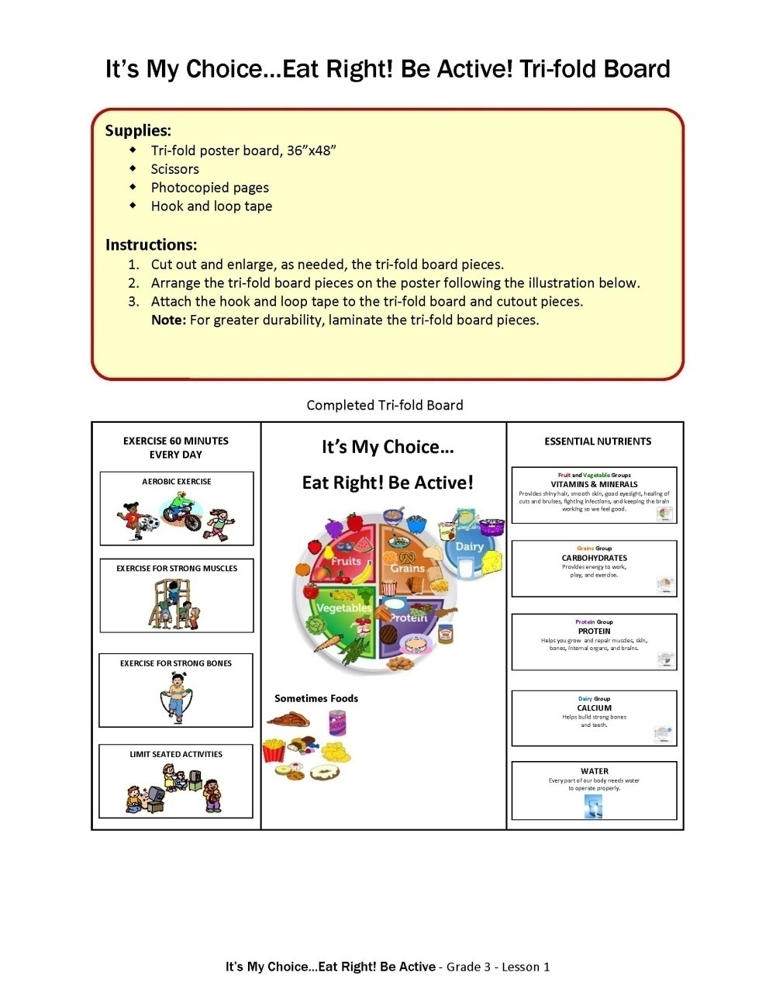 It's My Choice...Eat Right! Be Active! Tri-fold Board
Supplies:
◆ Tri-fold poster board, 36”x48”
◆ Scissors
◆ Photocopied pages
◆ Hook and loop tape
Instructions:
1. Cut out and enlarge, as needed, the tri-fold board pieces.
2. Arrange the tri-fold board pieces on the poster following the illustration below.
3. Attach the hook and loop tape to the tri-fold board and cutout pieces.
Note: For greater durability, laminate the tri-fold board pieces.
Completed Tri-fold Board
EXERCISE 60 MINUTES
EVERY DAY
AEROBIC EXERCISE
EXERCISE FOR STRONG MUSCLES
EXERCISE FOR STRONG BONES
LIMIT SEATED ACTIVITIES
It's My Choice...
Eat Right! Be Active!
Fruits
Grains
Dairy
Vegetables
Protein
Sometimes Foods
SODA
ESSENTIAL NUTRIENTS
Fruit and Vegetable Groups
VITAMINS & MINERALS
Provides shiny hair, smooth skin, good eyesight, healing of
cuts and bruises, fighting infections, and keeping the brain
working so we feel good.
Grains Group
CARBOHYDRATES
Provides energy to work,
play, and exercise.
Protein Group
PROTEIN
Helps you grow and repair muscles, skin,
bones, internal organs, and brains.
Dairy Group
CALCIUM
Helps build strong bones
and teeth.
WATER
Every part of our body needs water
to operate properly.
It's My Choice...Eat Right! Be Active - Grade 3 - Lesson 1